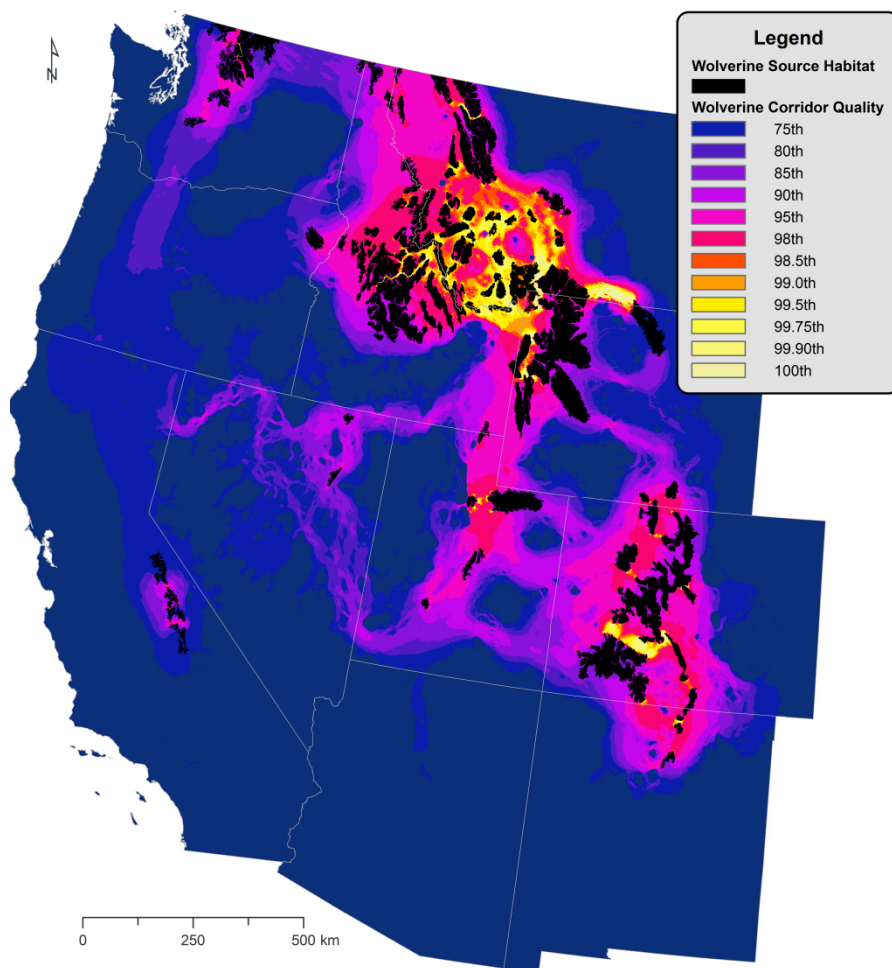 N
Legend
Wolverine Source Habitat
Wolverine Corridor Quality
75th
80th
85th
90th
95th
98th
98.5th
99.0th
99.5th
99.75th
99.90th
100th
0 250 500 km